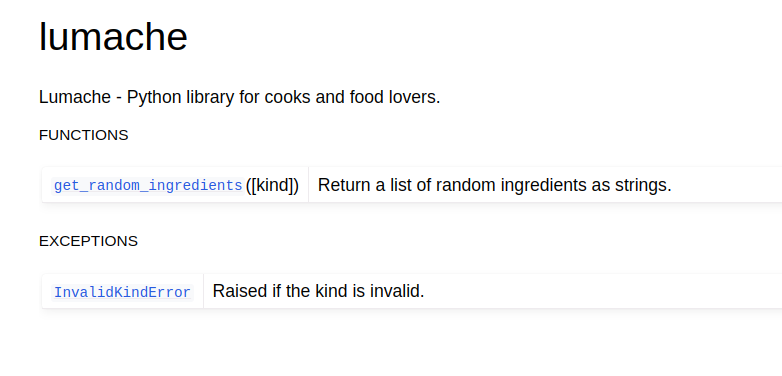 lumache
Lumache - Python library for cooks and food lovers.
FUNCTIONS
get_random_ingredients([kind]) Return a list of random ingredients as strings.
EXCEPTIONS
InvalidKindError Raised if the kind is invalid.